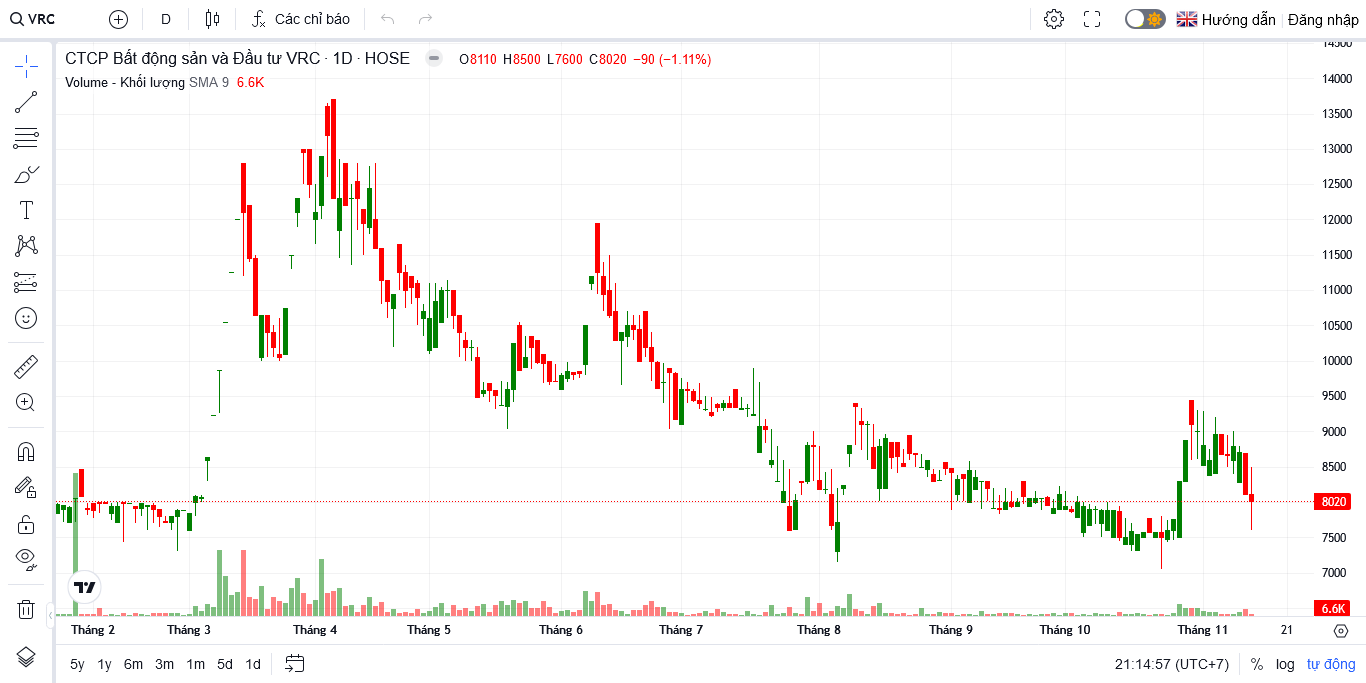 VRC D Các chỉ báo Hướng dẫn Đăng nhập
CTCP Bất động sản và Đầu tư VRC · 1D · HOSE O8110 H8500 L7600 C8020 −90 (−1.11%)
Volume - Khối lượng SMA 9 6.6K
14500
14000
13500
13000
12500
12000
11500
11000
10500
10000
9500
9000
8500
8020
7500
7000
6.6K
Tháng 2 Tháng 3 Tháng 4 Tháng 5 Tháng 6 Tháng 7 Tháng 8 Tháng 9 Tháng 10 Tháng 11 21
5y 1y 6m 3m 1m 5d 1d 21:14:57 (UTC+7) % log tự động